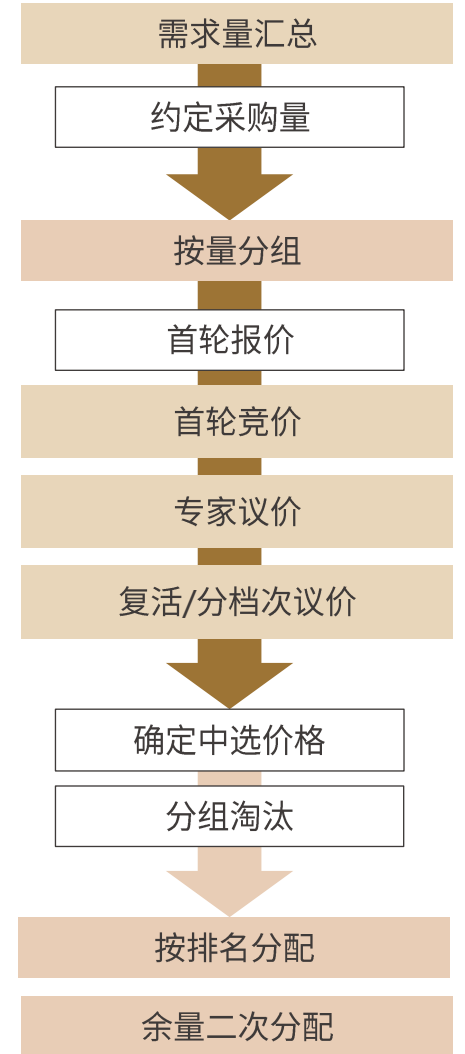 需求量汇总
约定采购量
按量分组
首轮报价
首轮竞价
专家议价
复活/分档次议价
确定中选价格
分组淘汰
按排名分配
余量二次分配